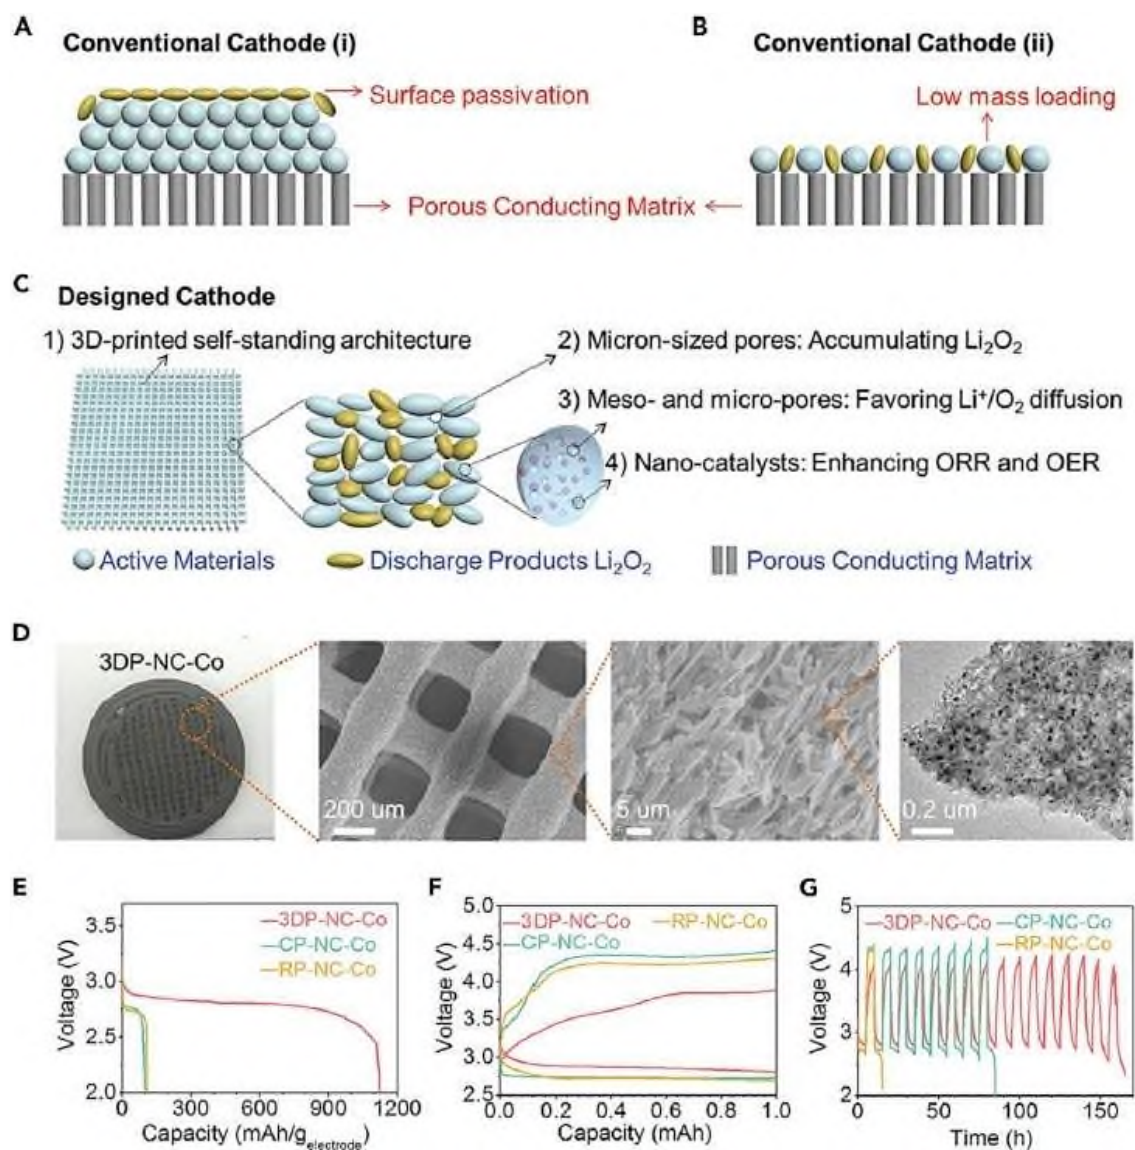 A
Conventional Cathode (i)
Surface passivation
B
Conventional Cathode (ii)
Low mass loading
Porous Conducting Matrix
C
Designed Cathode
1) 3D-printed self-standing architecture
2) Micron-sized pores: Accumulating Li₂O₂
3) Meso- and micro-pores: Favoring Li⁺/O₂ diffusion
4) Nano-catalysts: Enhancing ORR and OER
Active Materials
Discharge Products Li₂O₂
Porous Conducting Matrix
D
3DP-NC-Co
200 um
5 um
0.2 um
E
3DP-NC-Co
CP-NC-Co
RP-NC-Co
3.5
3.0
2.5
2.0
Voltage (V)
0 300 600 900 1200
Capacity (mAh/gelectrode)
F
3DP-NC-Co RP-NC-Co
CP-NC-Co
5.0
4.5
4.0
3.5
3.0
2.5
Voltage (V)
0.0 0.2 0.4 0.6 0.8 1.0
Capacity (mAh)
G
3DP-NC-Co CP-NC-Co
RP-NC-Co
5
4
3
2
Voltage (V)
0 50 100 150
Time (h)